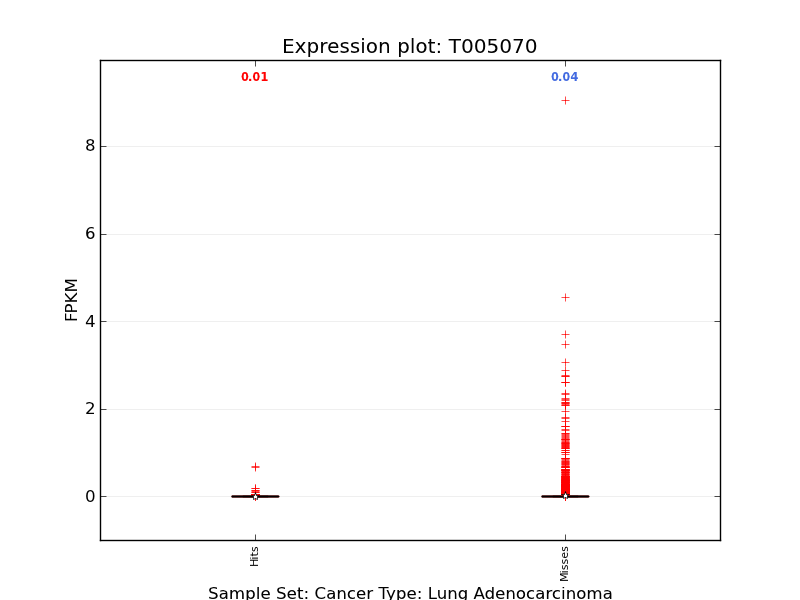 Expression plot: T005070
0.01
0.04
8
6
4
2
0
FPKM
Hits
Misses
Sample Set: Cancer Type: Lung Adenocarcinoma